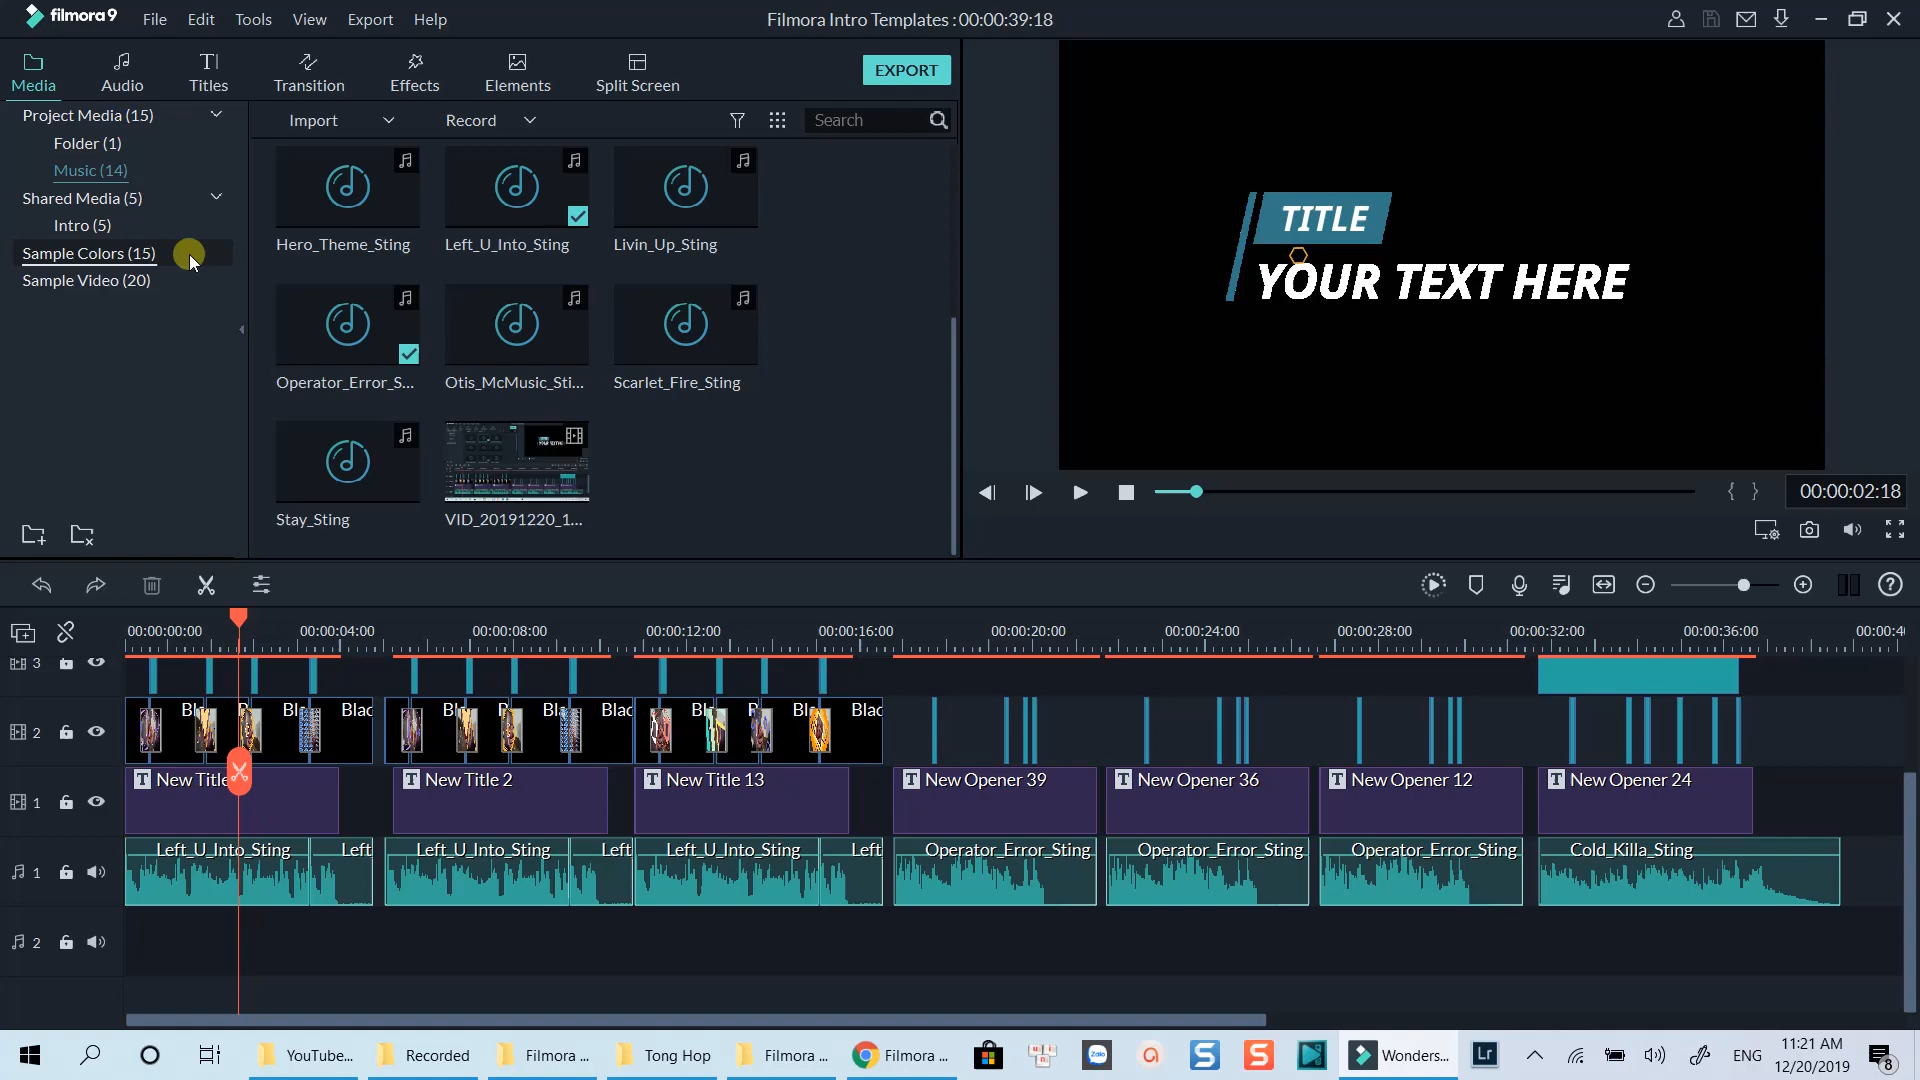 filmora9
File Edit Tools View Export Help
Filmora Intro Templates : 00:00:39:18
Media Audio Titles Transition Effects Elements Split Screen
EXPORT
Project Media (15)
Folder (1)
Music (14)
Shared Media (5)
Intro (5)
Sample Colors (15)
Sample Video (20)
Import Record Search
Hero_Theme_Sting Left_U_Into_Sting Livin_Up_Sting
Operator_Error_S... Otis_McMusic_Sti... Scarlet_Fire_Sting
Stay_Sting VID_20191220_1...
TITLE
YOUR TEXT HERE
00:00:02:18
00:00:00:00 00:00:04:00 00:00:08:00 00:00:12:00 00:00:16:00 00:00:20:00 00:00:24:00 00:00:28:00 00:00:32:00 00:00:36:00 00:00:4
3
2
Blac Blac Blac
1
New Title New Title 2 New Title 13 New Opener 39 New Opener 36 New Opener 12 New Opener 24
1
Left_U_Into_Sting Left Left_U_Into_Sting Left Left_U_Into_Sting Left Operator_Error_Sting Operator_Error_Sting Operator_Error_Sting Cold_Killa_Sting
2
YouTube... Recorded Filmora ... Tong Hop Filmora ... Filmora ... Zalo Wonders... Lr ENG
11:21 AM
12/20/2019
8